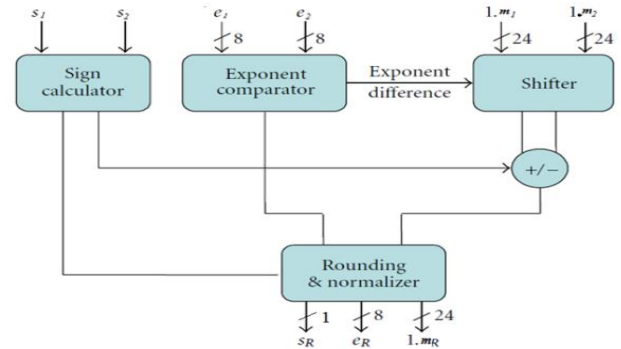 s1 s2 e1 e2 1.m1 1.m2
8 8 24 24
Sign
calculator
Exponent
comparator
Exponent
difference
Shifter
+/−
Rounding
& normalizer
1 8 24
sR eR 1.mR